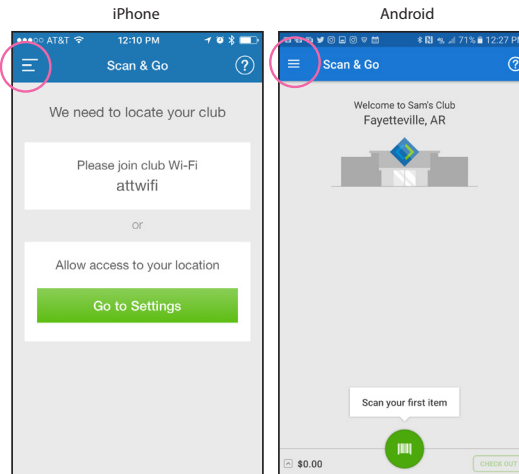 iPhone
AT&T 12:10 PM
Scan & Go ?
We need to locate your club
Please join club Wi-Fi
attwifi
or
Allow access to your location
Go to Settings
Android
71% 12:27 PM
Scan & Go ?
Welcome to Sam's Club
Fayetteville, AR
Scan your first item
$0.00 CHECK OUT